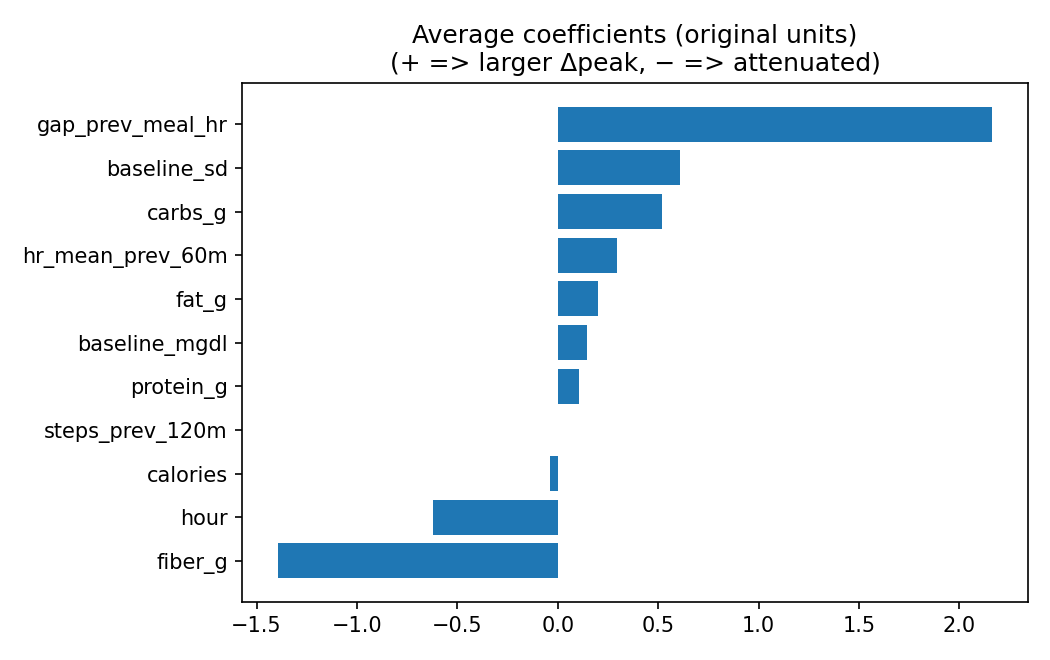 Average coefficients (original units)
(+ => larger Δpeak, − => attenuated)
gap_prev_meal_hr
baseline_sd
carbs_g
hr_mean_prev_60m
fat_g
baseline_mgdl
protein_g
steps_prev_120m
calories
hour
fiber_g
−1.5 −1.0 −0.5 0.0 0.5 1.0 1.5 2.0